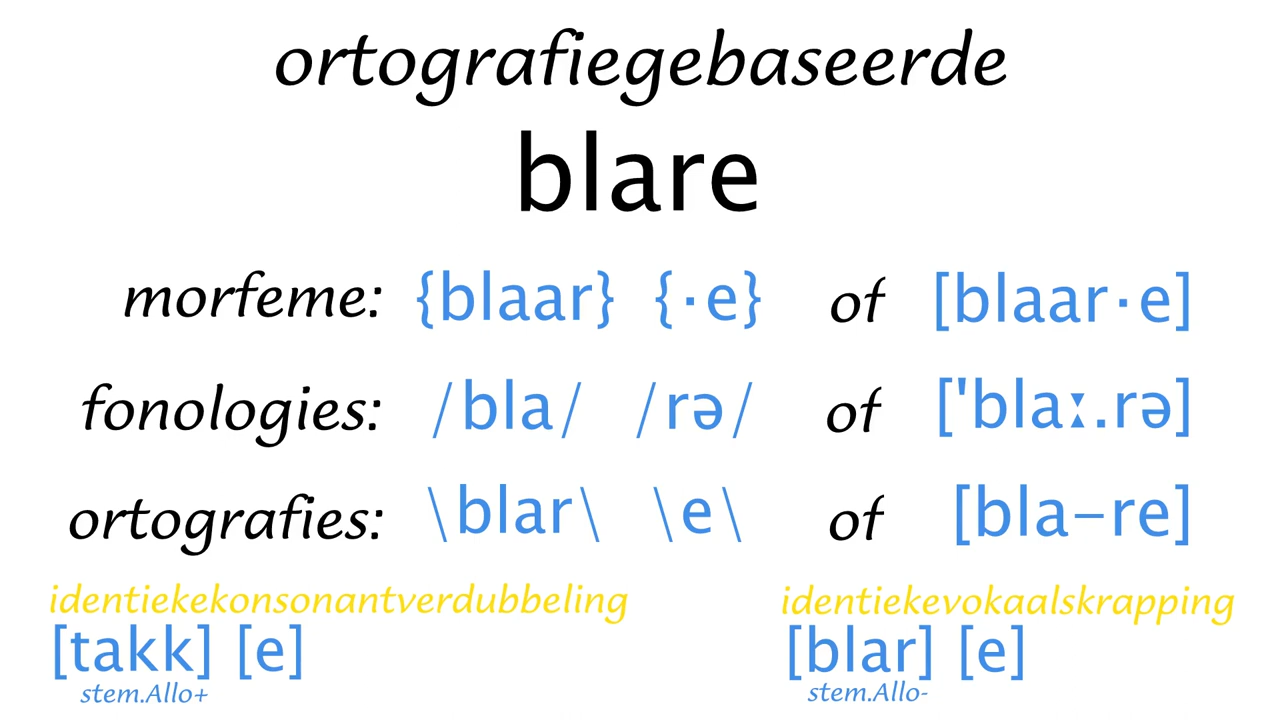 ortografiegebaseerde
blare
morfeme: {blaar} {·e} of [blaar·e]
fonologies: /bla/ /rə/ of [ˈblaː.rə]
ortografies: \blar\ \e\ of [bla–re]
identiekekonsonantverdubbeling identiekevokaalskrapping
[takk] [e] [blar] [e]
stem.Allo+ stem.Allo-